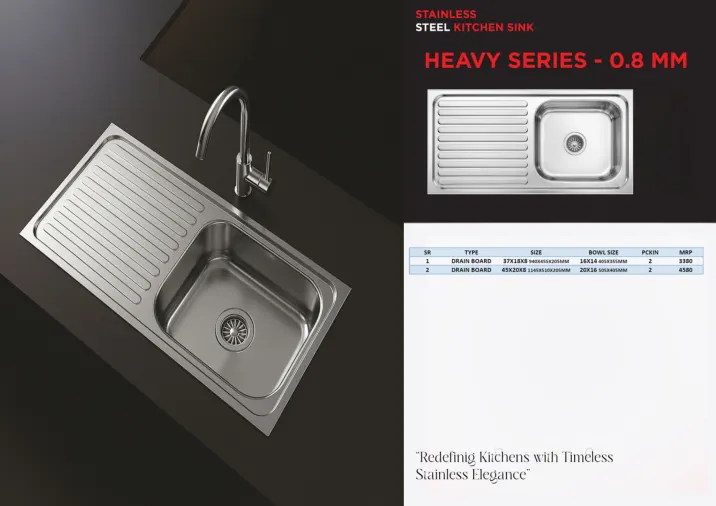 STAINLESS
STEEL KITCHEN SINK
HEAVY SERIES - 0.8 MM
SR TYPE SIZE BOWL SIZE PCKIN MRP
1 DRAIN BOARD 37X18X8 940X455X205MM 16X14 405X355MM 2 3380
2 DRAIN BOARD 45X20X8 1145X510X205MM 20X16 505X405MM 2 4580
"Redefinig Kitchens with Timeless
Stainless Elegance"